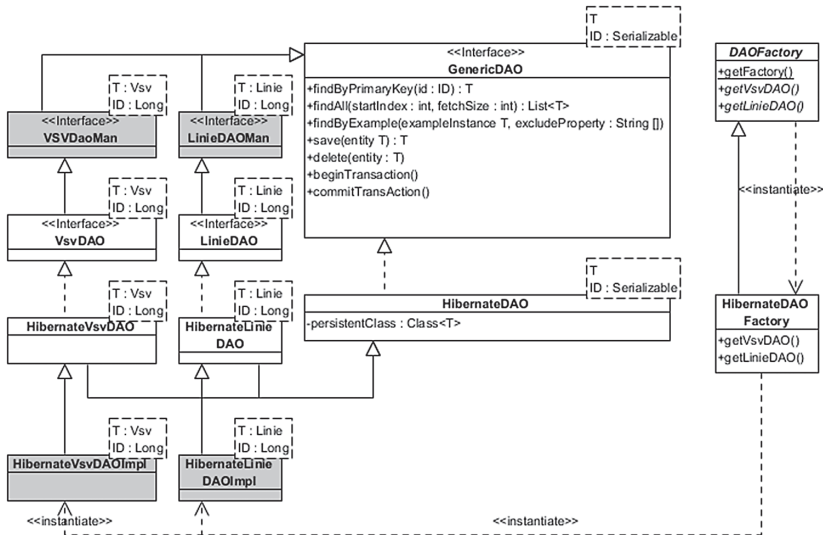 T
ID : Serializable
<<Interface>>
GenericDAO
+findByPrimaryKey(id : ID) : T
+findAll(startIndex : int, fetchSize : int) : List<T>
+findByExample(exampleInstance T, excludeProperty : String [])
+save(entity T) : T
+delete(entity : T)
+beginTransaction()
+commitTransAction()
DAOFactory
+getFactory()
+getVsvDAO()
+getLinieDAO()
T : Vsv
ID : Long
<<Interface>>
VSVDaoMan
T : Linie
ID : Long
<<Interface>>
LinieDAOMan
<<instantiate>>
T : Vsv
ID : Long
<<Interface>>
VsvDAO
T : Linie
ID : Long
<<Interface>>
LinieDAO
T : Vsv
ID : Long
HibernateVsvDAO
T : Linie
ID : Long
HibernateLinie
DAO
T
ID : Serializable
HibernateDAO
-persistentClass : Class<T>
HibernateDAO
Factory
+getVsvDAO()
+getLinieDAO()
T : Vsv
ID : Long
HibernateVsvDAOImpl
T : Linie
ID : Long
HibernateLinie
DAOImpl
<<instantiate>>
<<instantiate>>